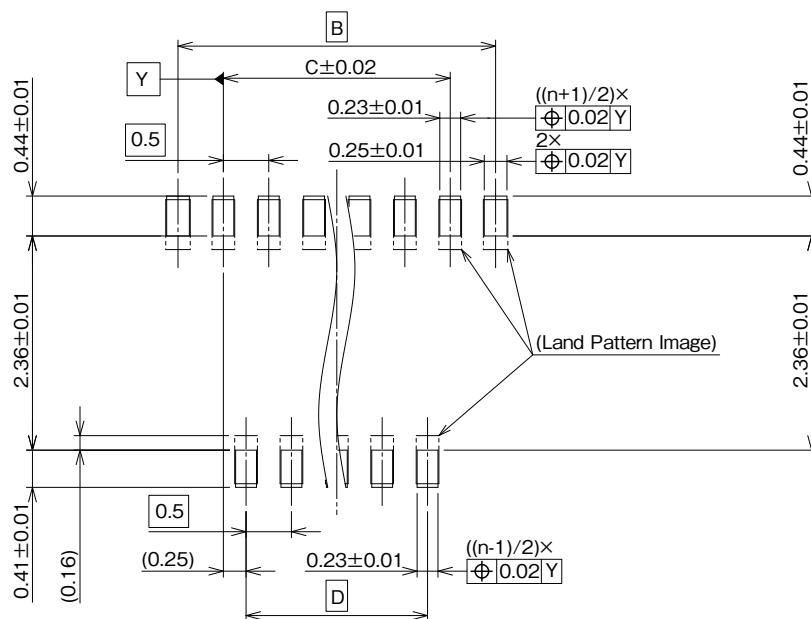 B
Y
C±0.02
((n+1)/2)×
0.23±0.01
⌖ 0.02 Y
0.44±0.01
0.44±0.01
0.5
2×
0.25±0.01
⌖ 0.02 Y
2.36±0.01
2.36±0.01
(Land Pattern Image)
0.5
0.41±0.01
(0.16)
(0.25)
0.23±0.01
((n-1)/2)×
⌖ 0.02 Y
D